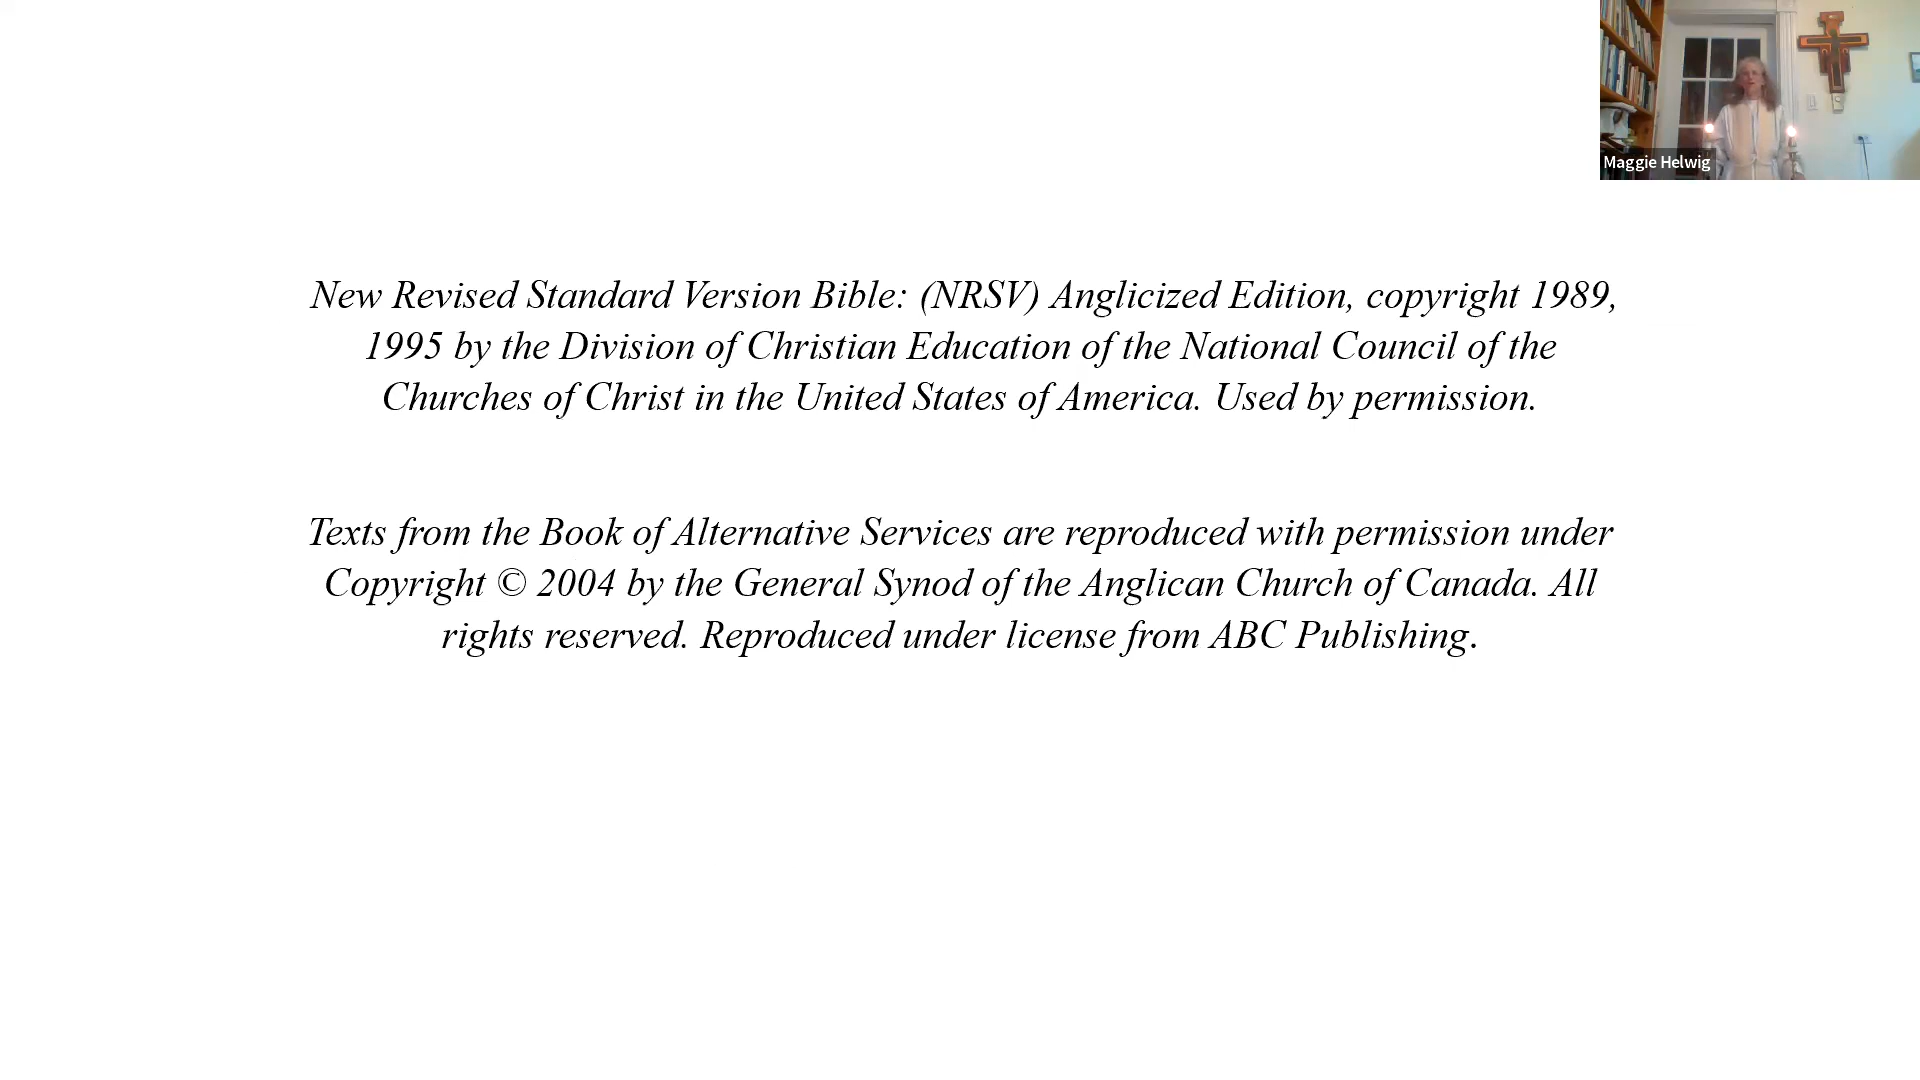 Maggie Helwig
New Revised Standard Version Bible: (NRSV) Anglicized Edition, copyright 1989,
1995 by the Division of Christian Education of the National Council of the
Churches of Christ in the United States of America. Used by permission.
Texts from the Book of Alternative Services are reproduced with permission under
Copyright © 2004 by the General Synod of the Anglican Church of Canada. All
rights reserved. Reproduced under license from ABC Publishing.